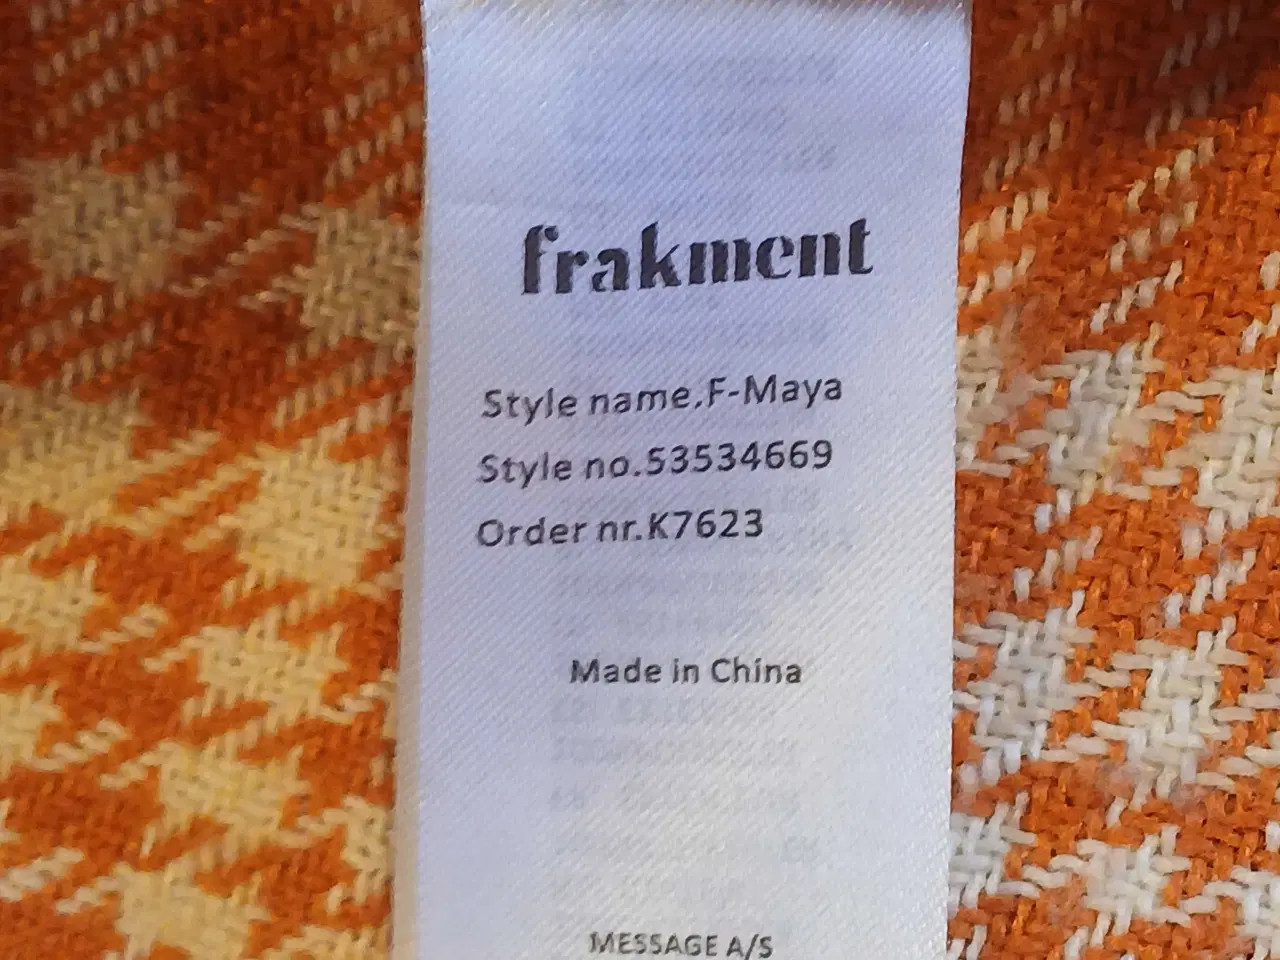 frakment
Style name.F-Maya
Style no.53534669
Order nr.K7623
Made in China
MESSAGE A/S